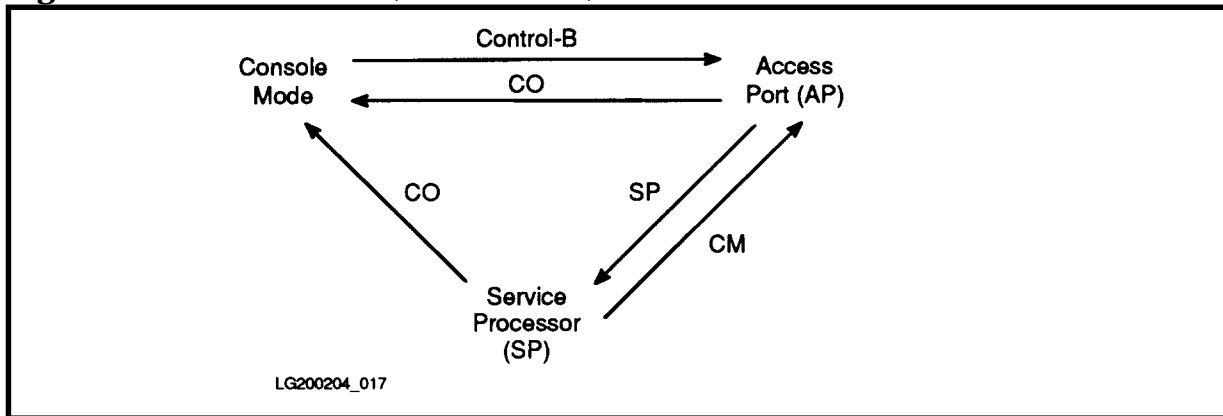 Control-B
Console
Mode
CO
Access
Port (AP)
CO
SP
CM
Service
Processor
(SP)
LG200204_017